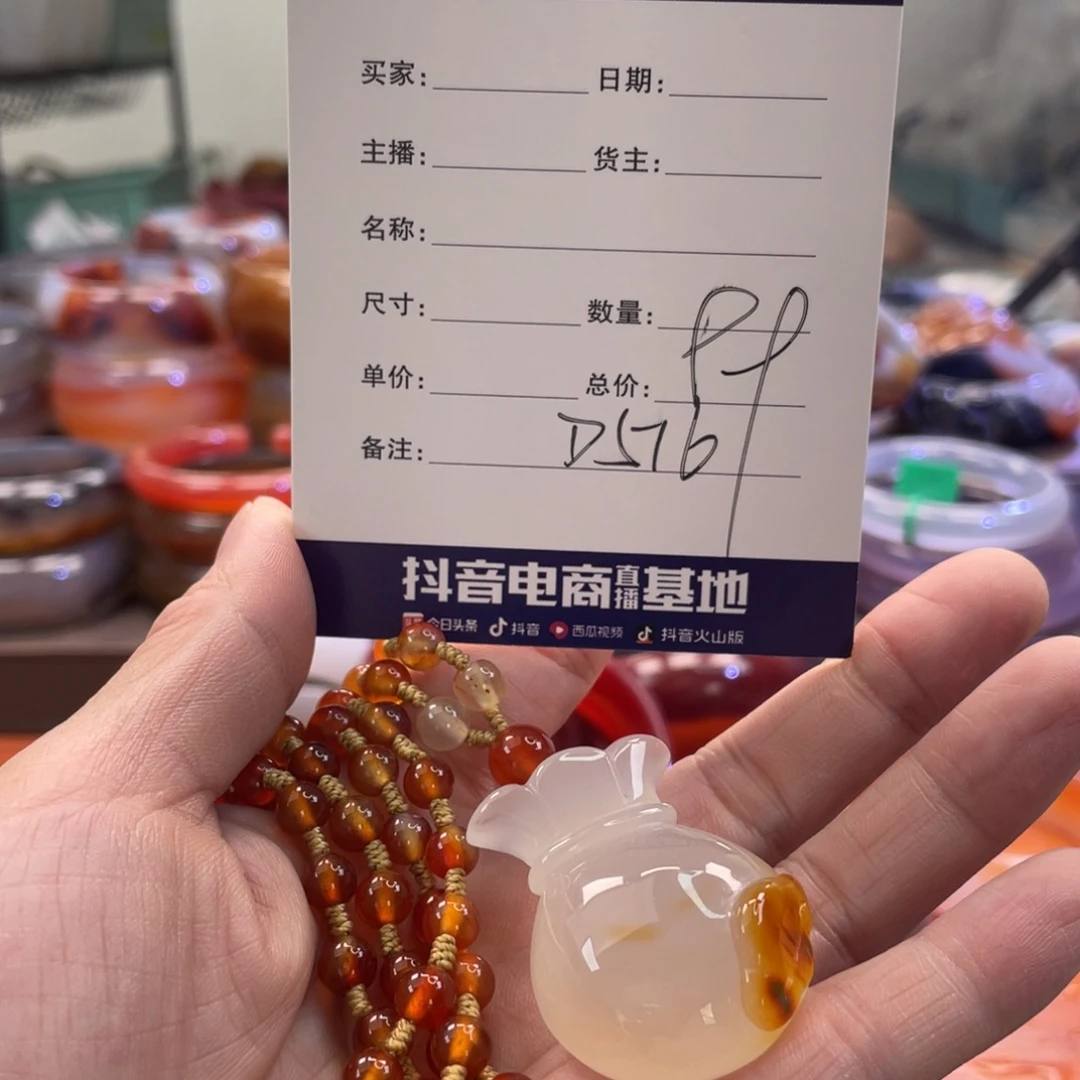 买家: 日期:
主播: 货主:
名称:
尺寸: 数量:
单价: 总价:
备注: D576
抖音电商直播基地
今日头条 抖音 西瓜视频 抖音火山版